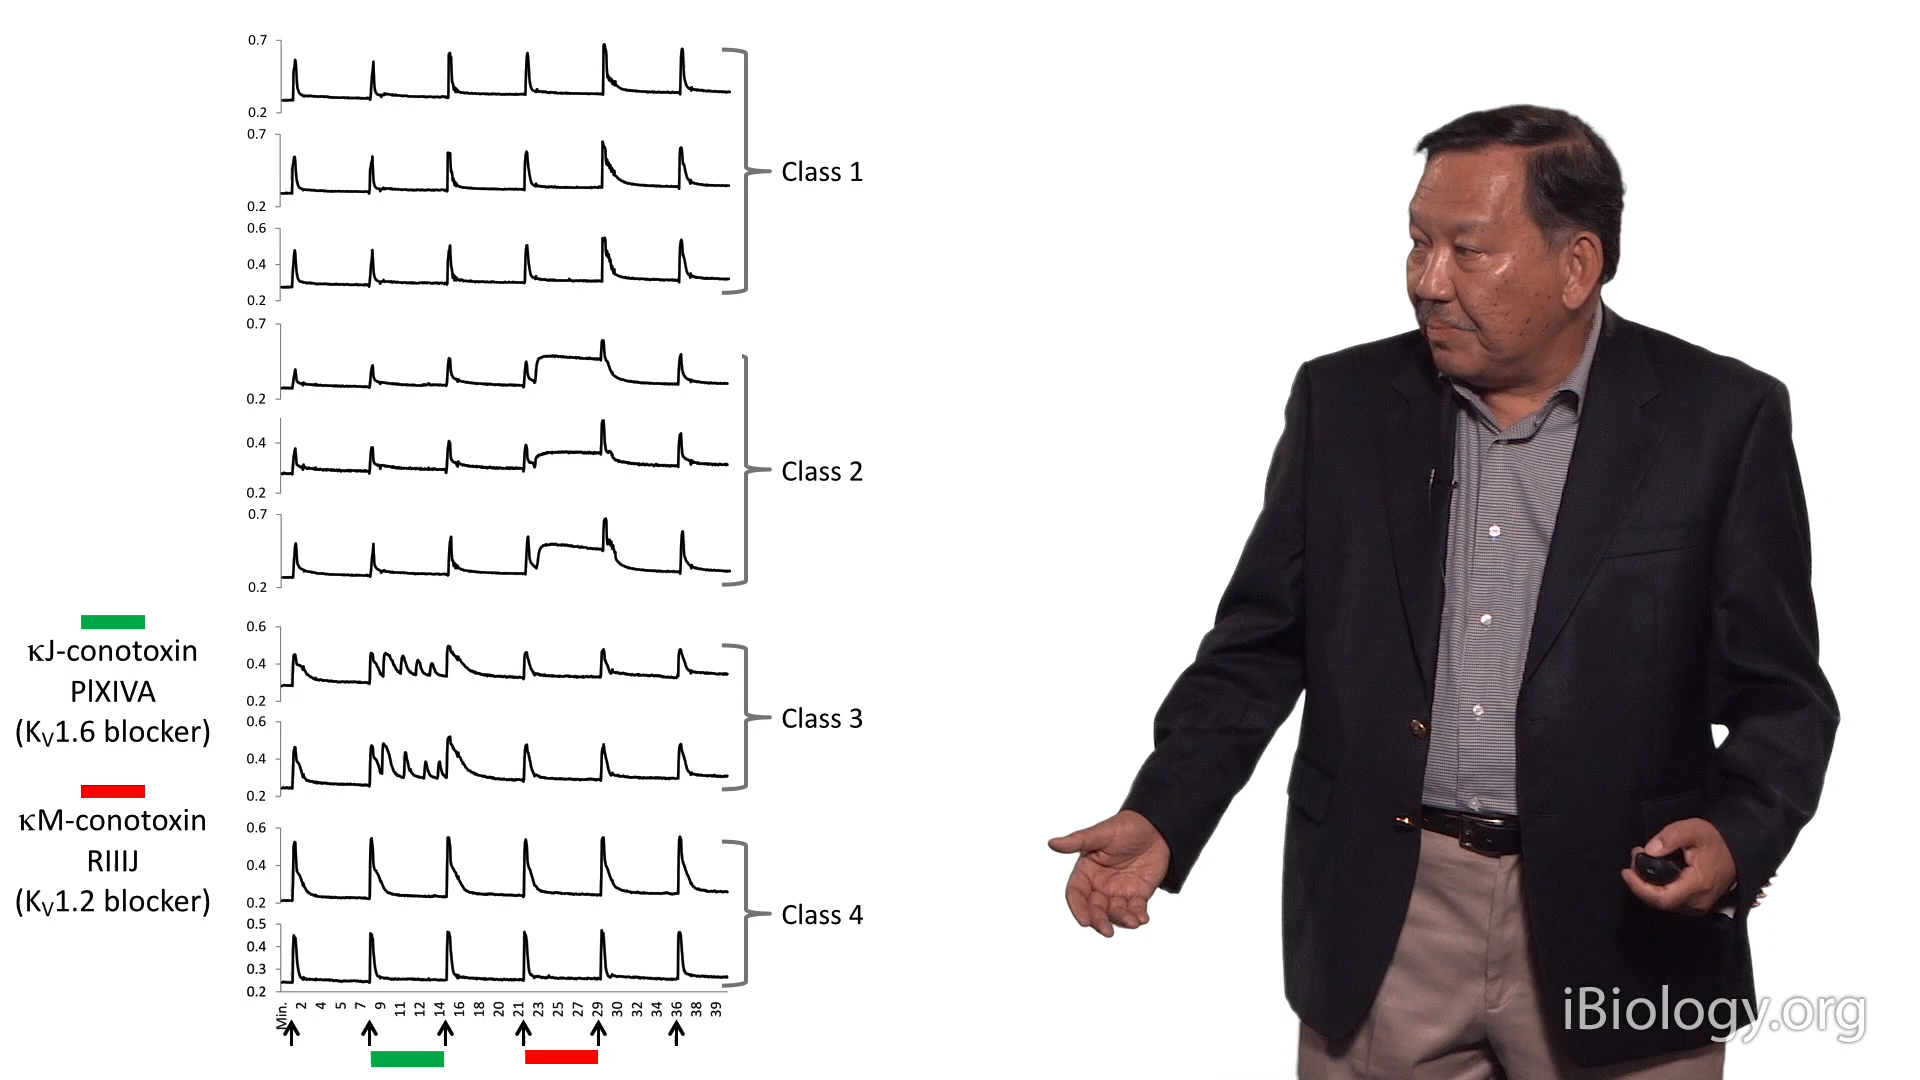 0.7
0.2
0.7
0.2
Class 1
0.6
0.4
0.2
0.7
0.2
0.4
0.2
Class 2
0.7
0.2
κJ-conotoxin
PlXIVA
(KV1.6 blocker)
0.6
0.4
0.2
0.6
0.4
0.2
Class 3
κM-conotoxin
RIIIJ
(KV1.2 blocker)
0.6
0.4
0.2
0.5
0.4
0.3
0.2
Class 4
Min. 2 4 5 7 9 11 12 14 16 18 20 21 23 25 27 29 30 32 34 36 38 39
iBiology.org